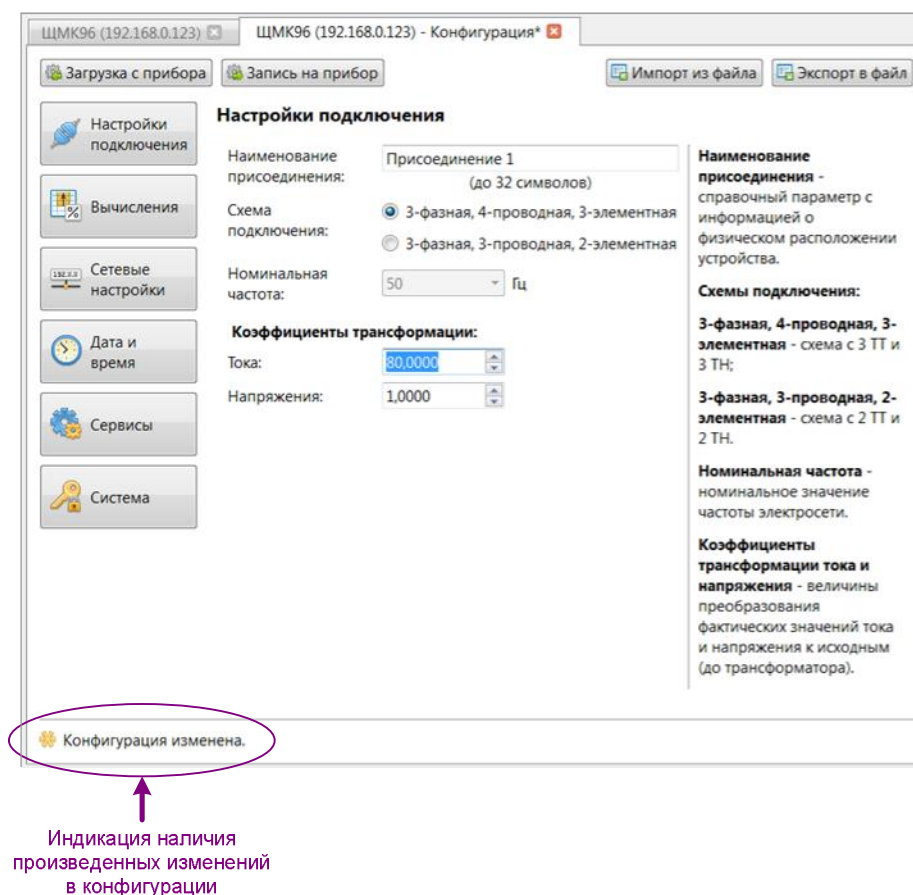 ЩМК96 (192.168.0.123)
ЩМК96 (192.168.0.123) - Конфигурация*
Загрузка с прибора
Запись на прибор
Импорт из файла
Экспорт в файл
Настройки
подключения
Вычисления
Сетевые
настройки
Дата и
время
Сервисы
Система
Настройки подключения
Наименование
присоединения:
Присоединение 1
(до 32 символов)
Схема
подключения:
3-фазная, 4-проводная, 3-элементная
3-фазная, 3-проводная, 2-элементная
Номинальная
частота:
50
Гц
Коэффициенты трансформации:
Тока:
80,0000
Напряжения:
1,0000
Наименование
присоединения -
справочный параметр с
информацией о
физическом расположении
устройства.
Схемы подключения:
3-фазная, 4-проводная, 3-
элементная - схема с 3 ТТ и
3 ТН;
3-фазная, 3-проводная, 2-
элементная - схема с 2 ТТ и
2 ТН.
Номинальная частота -
номинальное значение
частоты электросети.
Коэффициенты
трансформации тока и
напряжения - величины
преобразования
фактических значений тока
и напряжения к исходным
(до трансформатора).
Конфигурация изменена.
Индикация наличия
произведенных изменений
в конфигурации